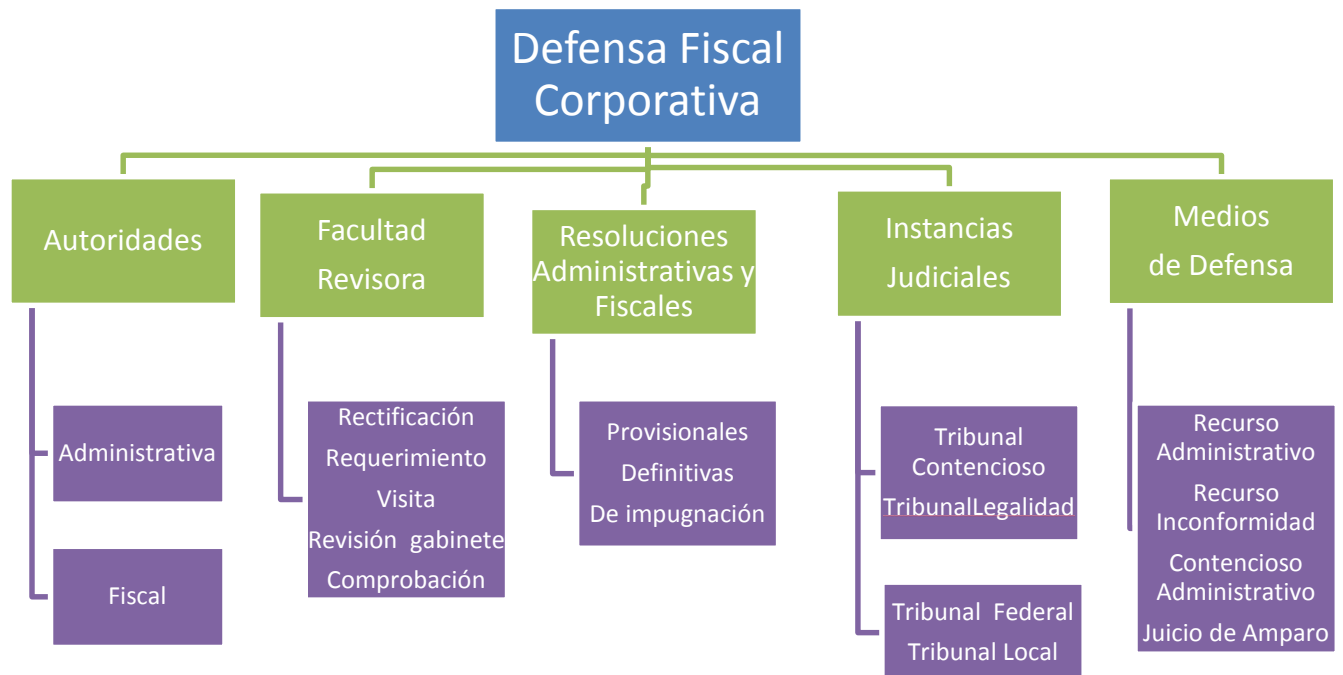 Defensa Fiscal
Corporativa
Autoridades
Administrativa
Fiscal
Facultad
Revisora
Rectificación
Requerimiento
Visita
Revisión gabinete
Comprobación
Resoluciones
Administrativas y
Fiscales
Provisionales
Definitivas
De impugnación
Instancias
Judiciales
Tribunal
Contencioso
TribunalLegalidad
Tribunal Federal
Tribunal Local
Medios
de Defensa
Recurso
Administrativo
Recurso
Inconformidad
Contencioso
Administrativo
Juicio de Amparo